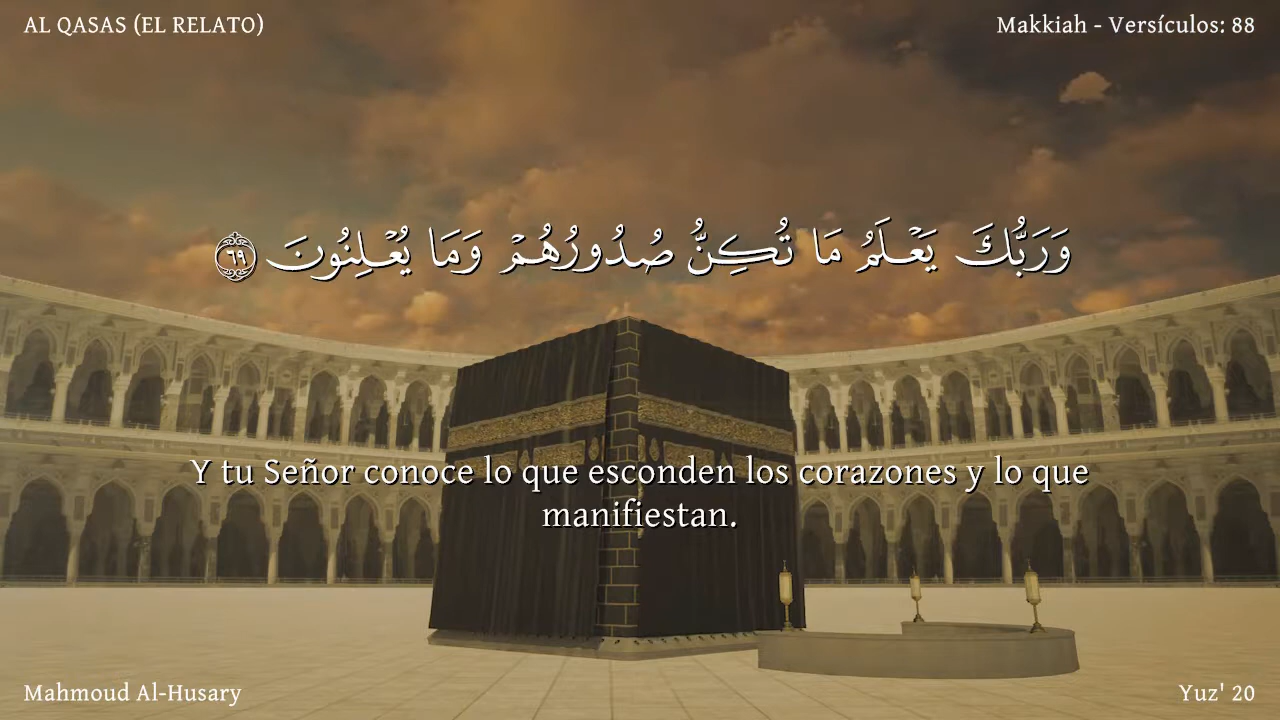 AL QASAS (EL RELATO)
Makkiah - Versículos: 88
وَرَبُّكَ يَعْلَمُ مَا تُكِنُّ صُدُورُهُمْ وَمَا يُعْلِنُونَ ٦٩
Y tu Señor conoce lo que esconden los corazones y lo que
manifiestan.
Mahmoud Al-Husary
Yuz' 20